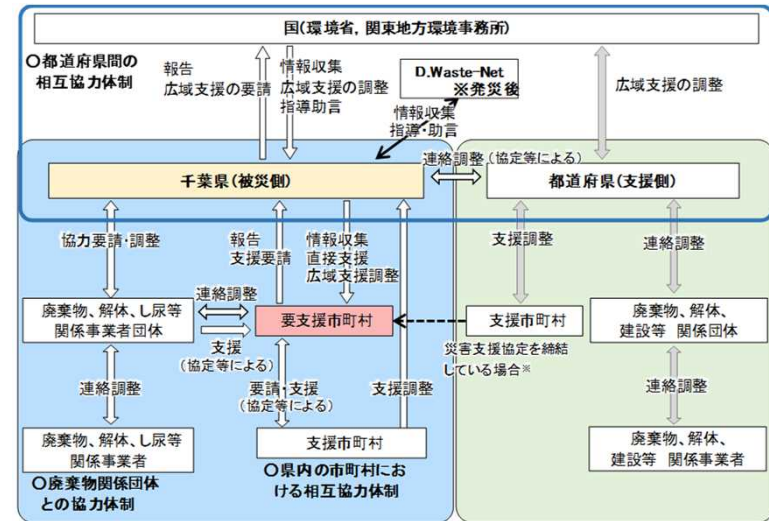 国(環境省, 関東地方環境事務所)
〇都道府県間の
相互協力体制
報告
広域支援の要請
情報収集
広域支援の調整
指導助言
D.Waste-Net
※発災後
情報収集
指導・助言
広域支援の調整
千葉県(被災側)
連絡調整(協定等による)
都道府県(支援側)
協力要請・調整
報告
支援要請
情報収集
直接支援
広域支援調整
支援調整
連絡調整
廃棄物、解体、し尿等
関係事業者団体
連絡調整
支援
(協定等による)
要支援市町村
支援市町村
災害支援協定を締結
している場合※
廃棄物、解体、
建設等 関係団体
連絡調整
要請・支援
(協定等による)
支援調整
連絡調整
廃棄物、解体、し尿等
関係事業者
支援市町村
廃棄物、解体、
建設等 関係事業者
〇廃棄物関係団体
との協力体制
〇県内の市町村にお
ける相互協力体制